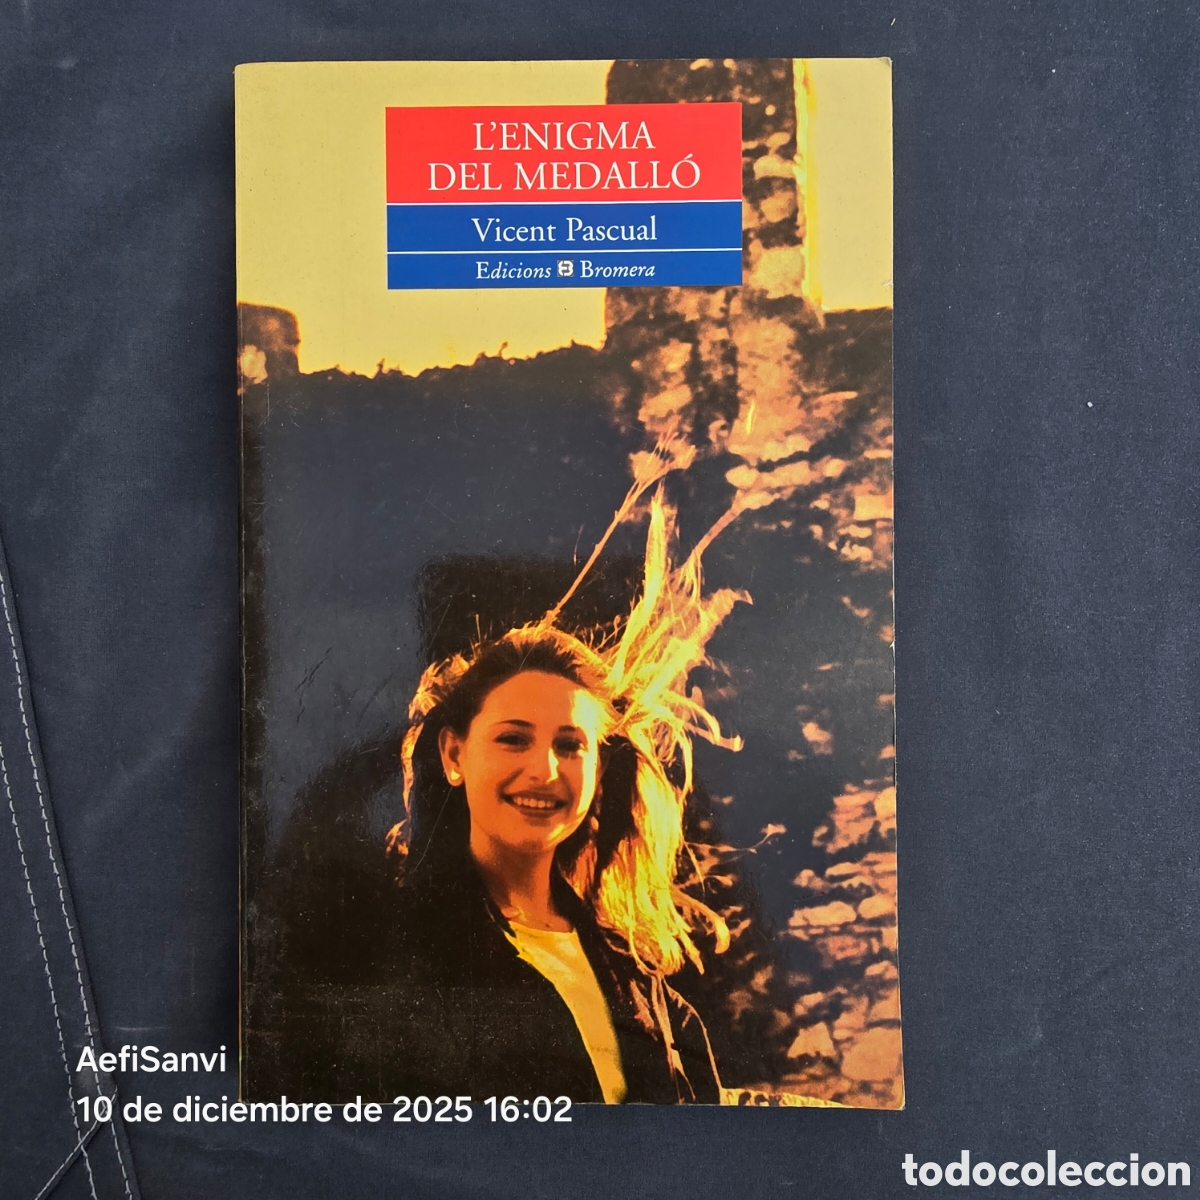 L'ENIGMA
DEL MEDALLÓ
Vicent Pascual
Edicions Bromera
AefiSanvi
10 de diciembre de 2025 16:02
todocoleccion